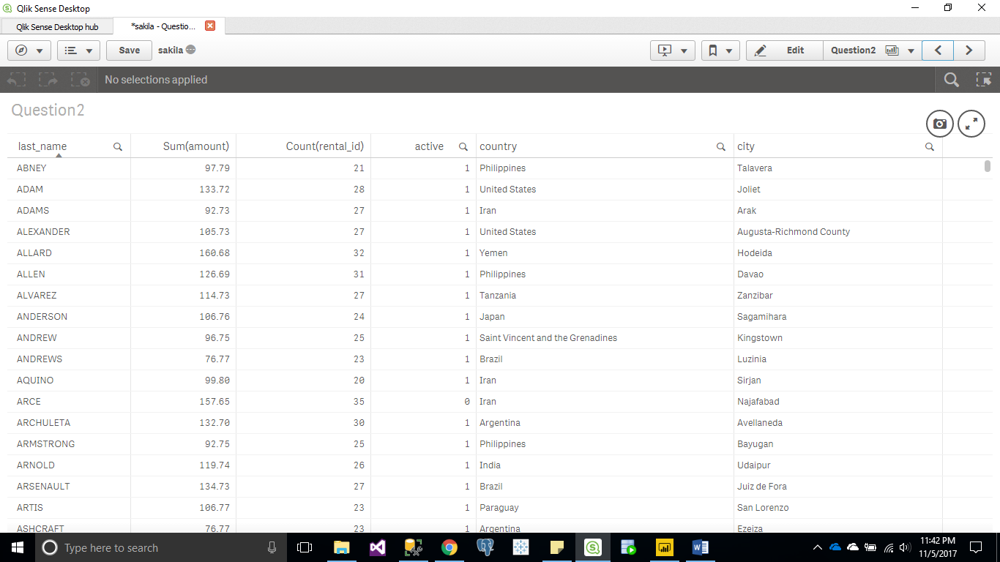 Qlik Sense Desktop
Qlik Sense Desktop hub *sakila - Questio...
Save sakila Edit Question2
No selections applied
Question2
last_name Sum(amount) Count(rental_id) active country city
ABNEY 97.79 21 1 Philippines Talavera
ADAM 133.72 28 1 United States Joliet
ADAMS 92.73 27 1 Iran Arak
ALEXANDER 105.73 27 1 United States Augusta-Richmond County
ALLARD 160.68 32 1 Yemen Hodeida
ALLEN 126.69 31 1 Philippines Davao
ALVAREZ 114.73 27 1 Tanzania Zanzibar
ANDERSON 106.76 24 1 Japan Sagamihara
ANDREW 96.75 25 1 Saint Vincent and the Grenadines Kingstown
ANDREWS 76.77 23 1 Brazil Luzinia
AQUINO 99.80 20 1 Iran Sirjan
ARCE 157.65 35 0 Iran Najafabad
ARCHULETA 132.70 30 1 Argentina Avellaneda
ARMSTRONG 92.75 25 1 Philippines Bayugan
ARNOLD 119.74 26 1 India Udaipur
ARSENAULT 134.73 27 1 Brazil Juiz de Fora
ARTIS 106.77 23 1 Paraguay San Lorenzo
ASHCRAFT 76.77 23 1 Argentina Ezeiza
Type here to search
11:42 PM
11/5/2017